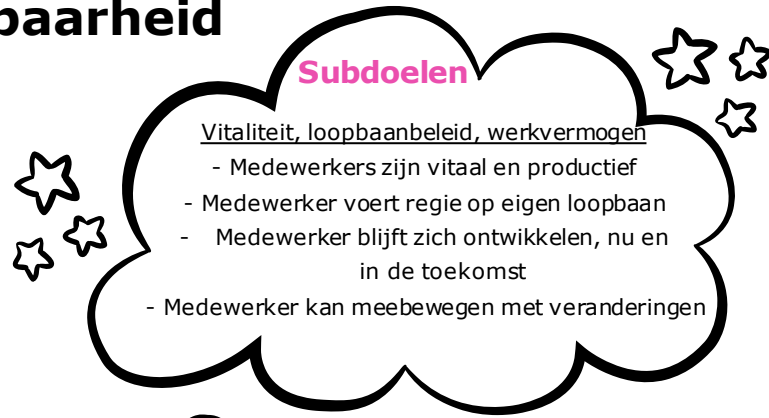 baarheid
Subdoelen
Vitaliteit, loopbaanbeleid, werkvermogen
- Medewerkers zijn vitaal en productief
- Medewerker voert regie op eigen loopbaan
- Medewerker blijft zich ontwikkelen, nu en
in de toekomst
- Medewerker kan meebewegen met veranderingen